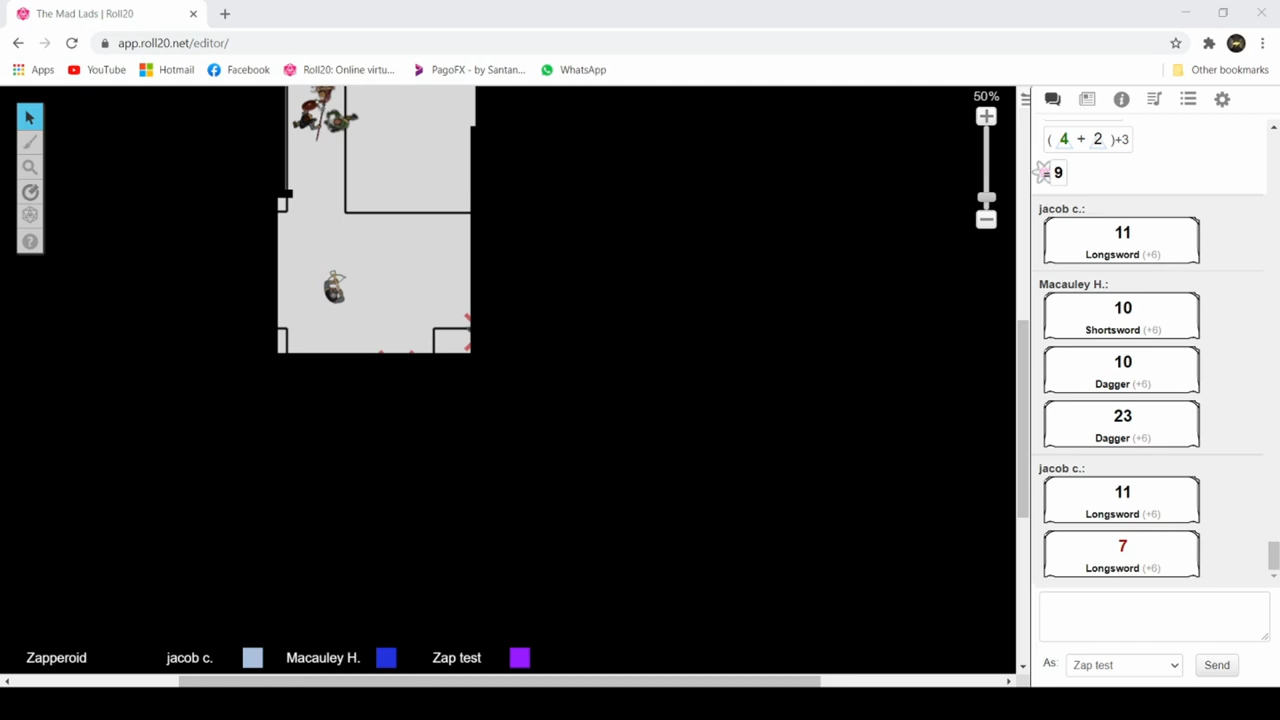 The Mad Lads | Roll20
app.roll20.net/editor/
Apps YouTube Hotmail Facebook Roll20: Online virtu... PagoFX - by Santan... WhatsApp Other bookmarks
50%
( 4 + 2 )+3
= 9
jacob c.:
11
Longsword (+6)
Macauley H.:
10
Shortsword (+6)
10
Dagger (+6)
23
Dagger (+6)
jacob c.:
11
Longsword (+6)
7
Longsword (+6)
Zapperoid jacob c. Macauley H. Zap test
As: Zap test Send